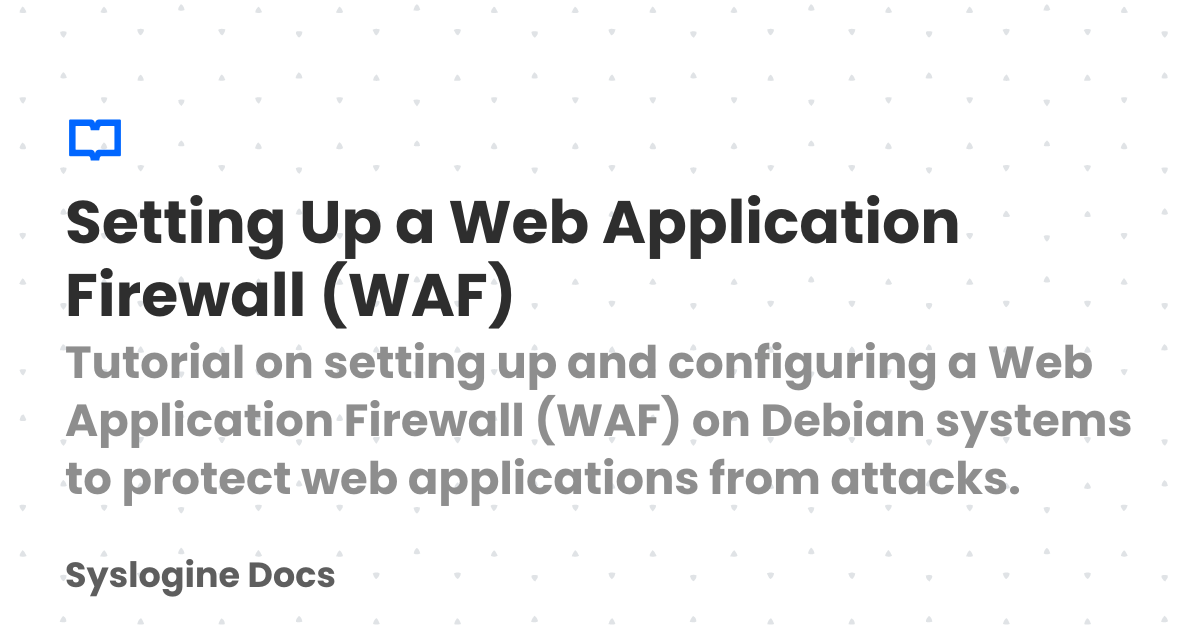 Setting Up a Web Application
Firewall (WAF)
Tutorial on setting up and configuring a Web
Application Firewall (WAF) on Debian systems
to protect web applications from attacks.
Syslogine Docs